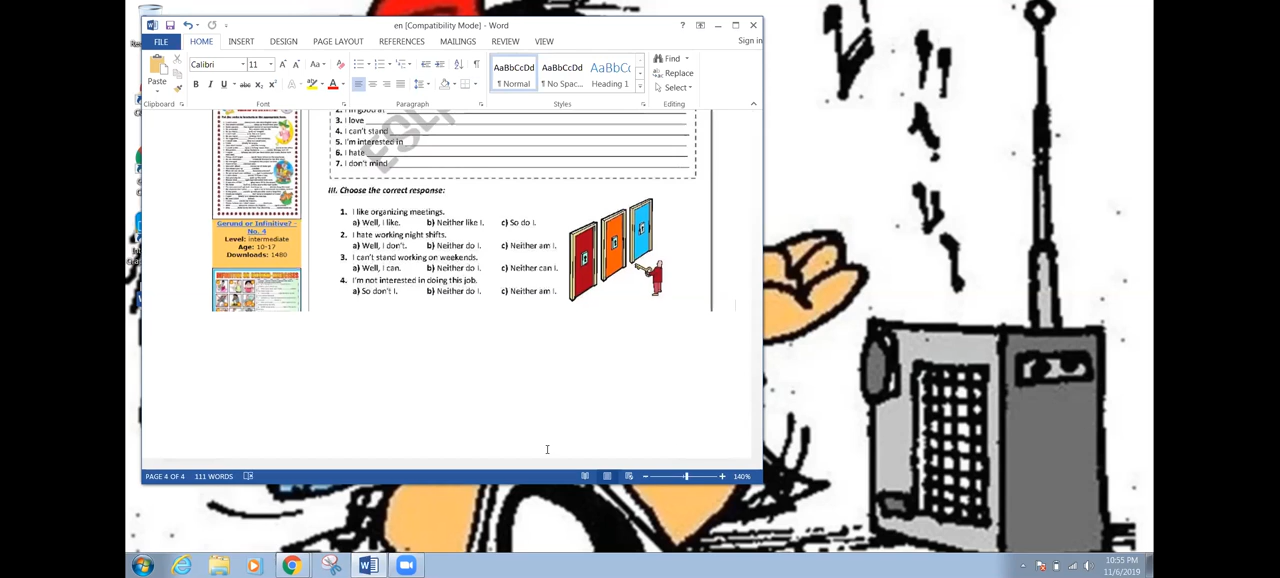 en [Compatibility Mode] - Word
FILE HOME INSERT DESIGN PAGE LAYOUT REFERENCES MAILINGS REVIEW VIEW Sign in
Calibri 11
Paste
AaBbCcDd AaBbCcDd AaBbCc
¶ Normal ¶ No Spac... Heading 1
Find
Replace
Select
Clipboard Font Paragraph Styles Editing
2. I'm good at
3. I love
4. I can't stand
5. I'm interested in
6. I hate
7. I don't mind
ESL
Gerund or Infinitive? -
No. 4
Level: intermediate
Age: 10-17
Downloads: 1480
III. Choose the correct response:
1. I like organizing meetings.
a) Well, I like. b) Neither like I. c) So do I.
2. I hate working night shifts.
a) Well, I don't. b) Neither do I. c) Neither am I.
3. I can't stand working on weekends.
a) Well, I can. b) Neither do I. c) Neither can I.
4. I'm not interested in doing this job.
a) So don't I. b) Neither do I. c) Neither am I.
PAGE 4 OF 4 111 WORDS 140%
10:55 PM
11/6/2019